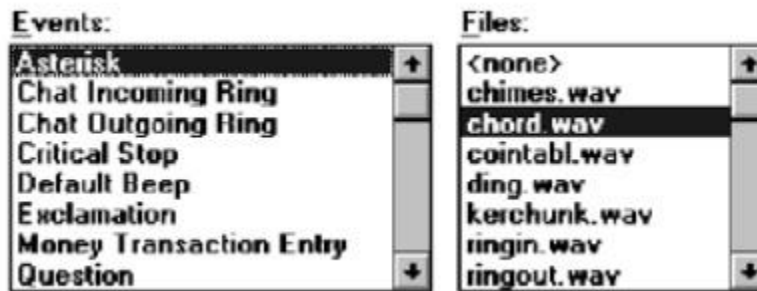 Events:
Asterisk
Chat Incoming Ring
Chat Outgoing Ring
Critical Stop
Default Beep
Exclamation
Money Transaction Entry
Question
Files:
<none>
chimes.wav
chord.wav
cointabl.wav
ding.wav
kerchunk.wav
ringin.wav
ringout.wav